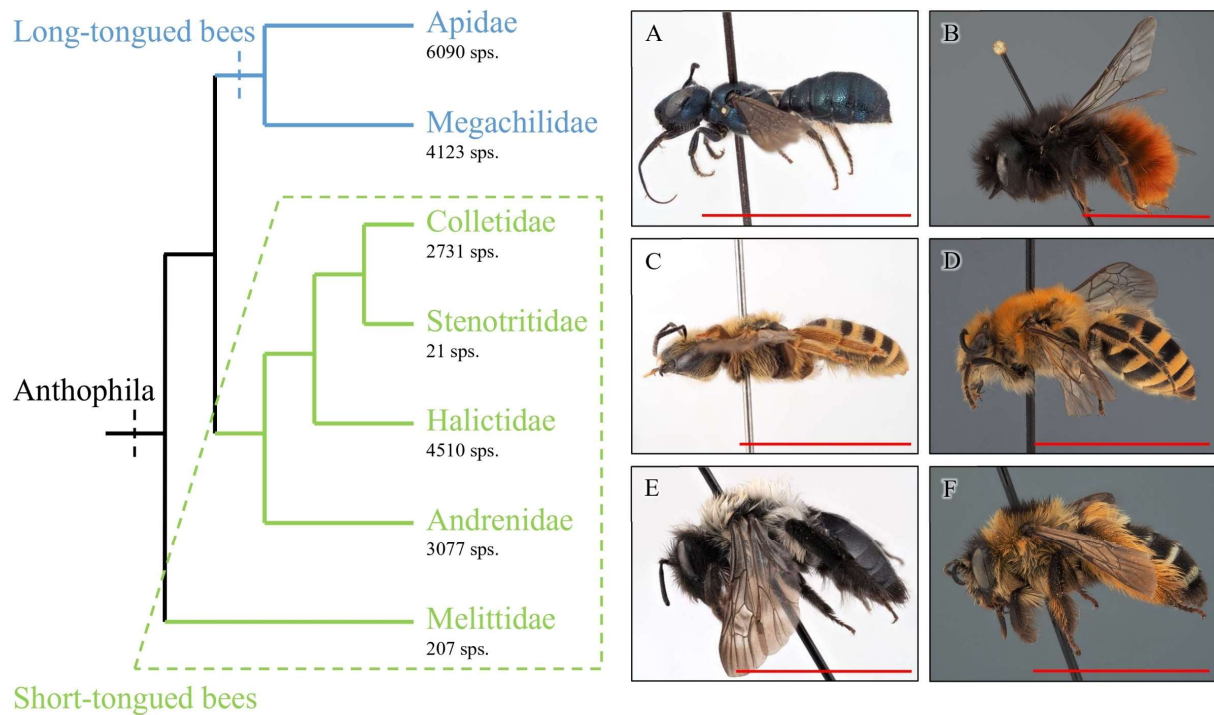 Long-tongued bees
Apidae
6090 sps.
Megachilidae
4123 sps.
Colletidae
2731 sps.
Stenotritidae
21 sps.
Anthophila
Halictidae
4510 sps.
Andrenidae
3077 sps.
Melittidae
207 sps.
Short-tongued bees
A
B
C
D
E
F